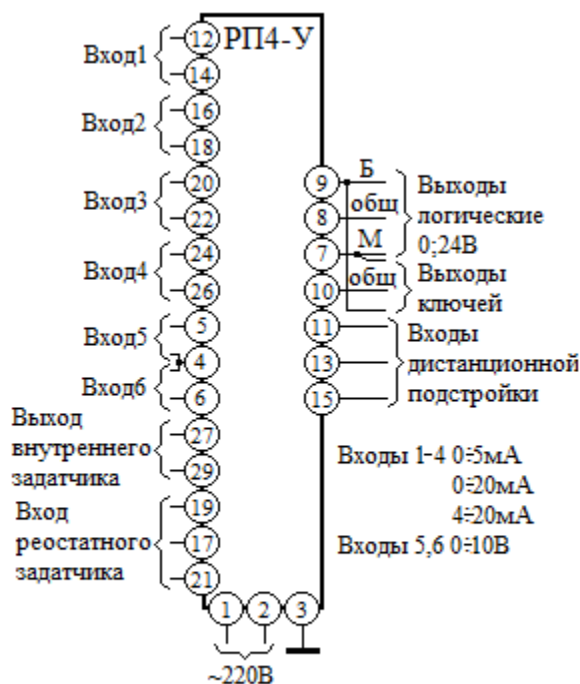 12 РП4-У
Вход1
14
16
Вход2
18
20
Вход3
22
24
Вход4
26
5
Вход5
4
Вход6
6
Выход
внутреннего
задатчика
27
29
Вход
реостатного
задатчика
19
17
21
9 Б
8 общ
7 М
Выходы
логические
0;24В
10 общ
Выходы
ключей
11
13
15
Входы
дистанционной
подстройки
Входы 1-4 0÷5мА
0÷20мА
4÷20мА
Входы 5,6 0÷10В
1 2 3
~220В